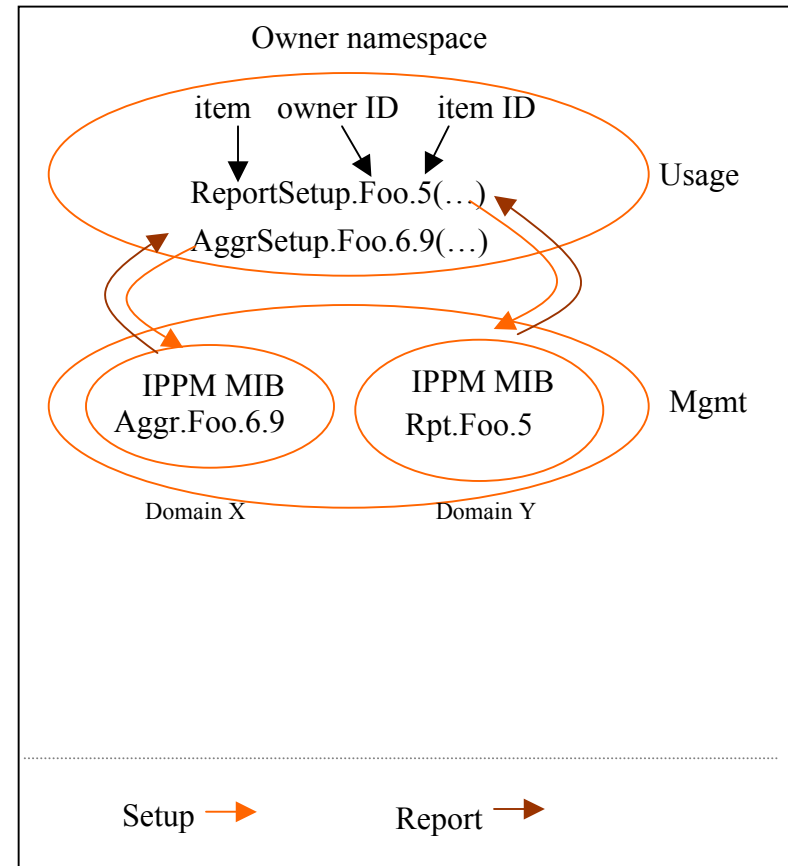 Owner namespace
item owner ID item ID
ReportSetup.Foo.5(…)
Usage
AggrSetup.Foo.6.9(…)
IPPM MIB
Aggr.Foo.6.9
IPPM MIB
Rpt.Foo.5
Mgmt
Domain X
Domain Y
Setup
Report